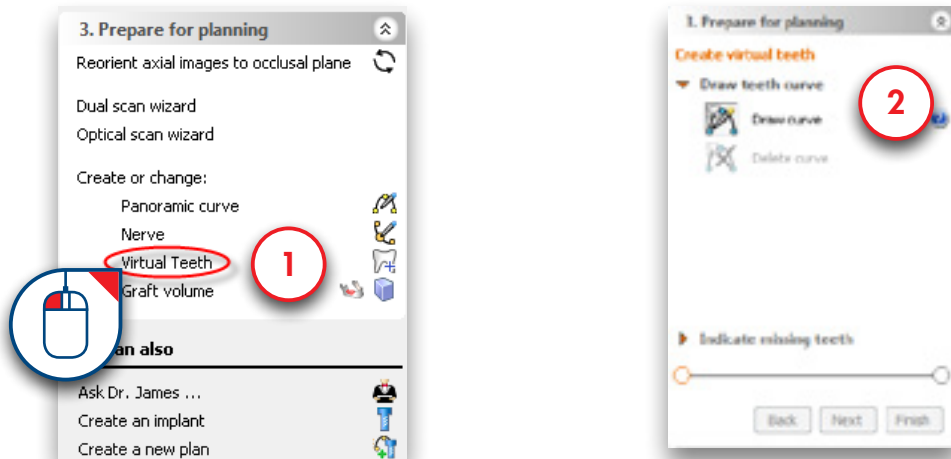 3. Prepare for planning
Reorient axial images to occlusal plane
Dual scan wizard
Optical scan wizard
Create or change:
Panoramic curve
Nerve
Virtual Teeth
1
Graft volume
an also
Ask Dr. James ...
Create an implant
Create a new plan
3. Prepare for planning
Create virtual teeth
Draw teeth curve
2
Draw curve
Delete curve
Indicate missing teeth
Back Next Finish